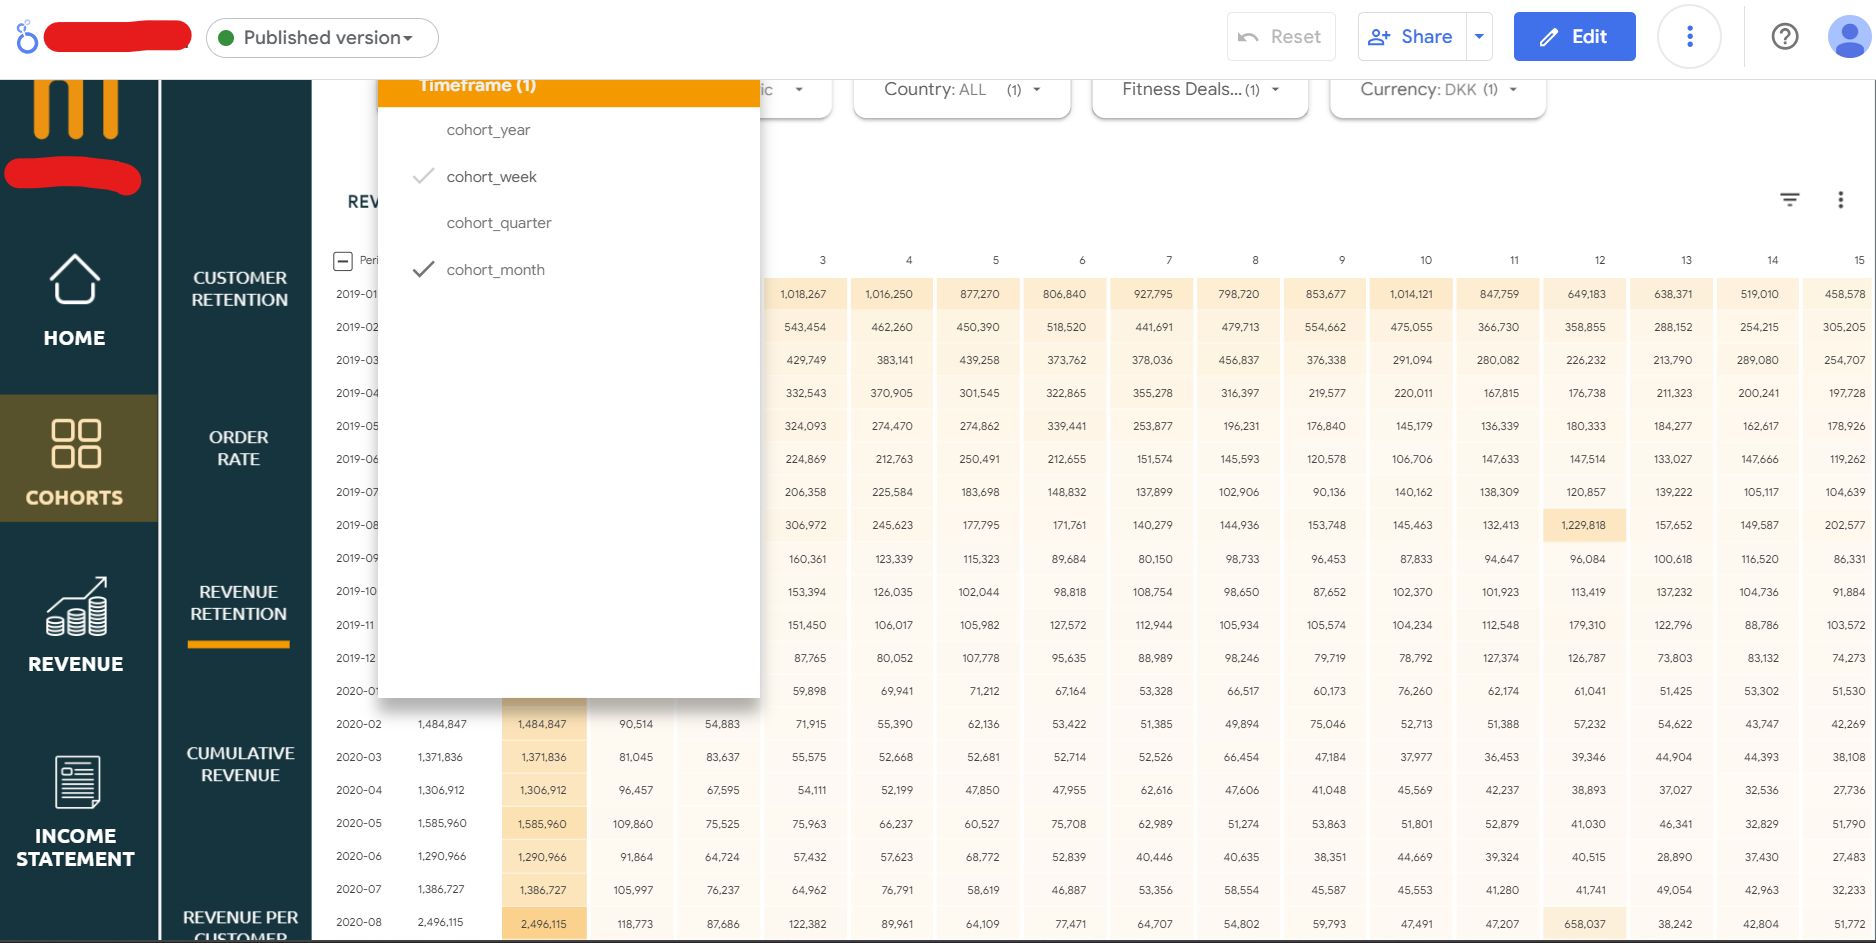 Published version
Reset
Share
Edit
Timeframe (1)
cohort_year
cohort_week
cohort_quarter
cohort_month
ic
Country: ALL (1)
Fitness Deals... (1)
Currency: DKK (1)
HOME
COHORTS
REVENUE
INCOME
STATEMENT
CUSTOMER
RETENTION
ORDER
RATE
REVENUE
RETENTION
CUMULATIVE
REVENUE
REVENUE PER
CUSTOMER
REV
Peri 3 4 5 6 7 8 9 10 11 12 13 14 15
2019-01 1,018,267 1,016,250 877,270 806,840 927,795 798,720 853,677 1,014,121 847,759 649,183 638,371 519,010 458,578
2019-02 543,454 462,260 450,390 518,520 441,691 479,713 554,662 475,055 366,730 358,855 288,152 254,215 305,205
2019-03 429,749 383,141 439,258 373,762 378,036 456,837 376,338 291,094 280,082 226,232 213,790 289,080 254,707
2019-04 332,543 370,905 301,545 322,865 355,278 316,397 219,577 220,011 167,815 176,738 211,323 200,241 197,728
2019-05 324,093 274,470 274,862 339,441 253,877 196,231 176,840 145,179 136,339 180,333 184,277 162,617 178,926
2019-06 224,869 212,763 250,491 212,655 151,574 145,593 120,578 106,706 147,633 147,514 133,027 147,666 119,262
2019-07 206,358 225,584 183,698 148,832 137,899 102,906 90,136 140,162 138,309 120,857 139,222 105,117 104,639
2019-08 306,972 245,623 177,795 171,761 140,279 144,936 153,748 145,463 132,413 1,229,818 157,652 149,587 202,577
2019-09 160,361 123,339 115,323 89,684 80,150 98,733 96,453 87,833 94,647 96,084 100,618 116,520 86,331
2019-10 153,394 126,035 102,044 98,818 108,754 98,650 87,652 102,370 101,923 113,419 137,232 104,736 91,884
2019-11 151,450 106,017 105,982 127,572 112,944 105,934 105,574 104,234 112,548 179,310 122,796 88,786 103,572
2019-12 87,765 80,052 107,778 95,635 88,989 98,246 79,719 78,792 127,374 126,787 73,803 83,132 74,273
2020-01 59,898 69,941 71,212 67,164 53,328 66,517 60,173 76,260 62,174 61,041 51,425 53,302 51,530
2020-02 1,484,847 1,484,847 90,514 54,883 71,915 55,390 62,136 53,422 51,385 49,894 75,046 52,713 51,388 57,232 54,622 43,747 42,269
2020-03 1,371,836 1,371,836 81,045 83,637 55,575 52,668 52,681 52,714 52,526 66,454 47,184 37,977 36,453 39,346 44,904 44,393 38,108
2020-04 1,306,912 1,306,912 96,457 67,595 54,111 52,199 47,850 47,955 62,616 47,606 41,048 45,569 42,237 38,893 37,027 32,536 27,736
2020-05 1,585,960 1,585,960 109,860 75,525 75,963 66,237 60,527 75,708 62,989 51,274 53,863 51,801 52,879 41,030 46,341 32,829 51,790
2020-06 1,290,966 1,290,966 91,864 64,724 57,432 57,623 68,772 52,839 40,446 40,635 38,351 44,669 39,324 40,515 28,890 37,430 27,483
2020-07 1,386,727 1,386,727 105,997 76,237 64,962 76,791 58,619 46,887 53,356 58,554 45,587 45,553 41,280 41,741 49,054 42,963 32,233
2020-08 2,496,115 2,496,115 118,773 87,686 122,382 89,961 64,109 77,471 64,707 54,802 59,793 47,491 47,207 658,037 38,242 42,804 51,772